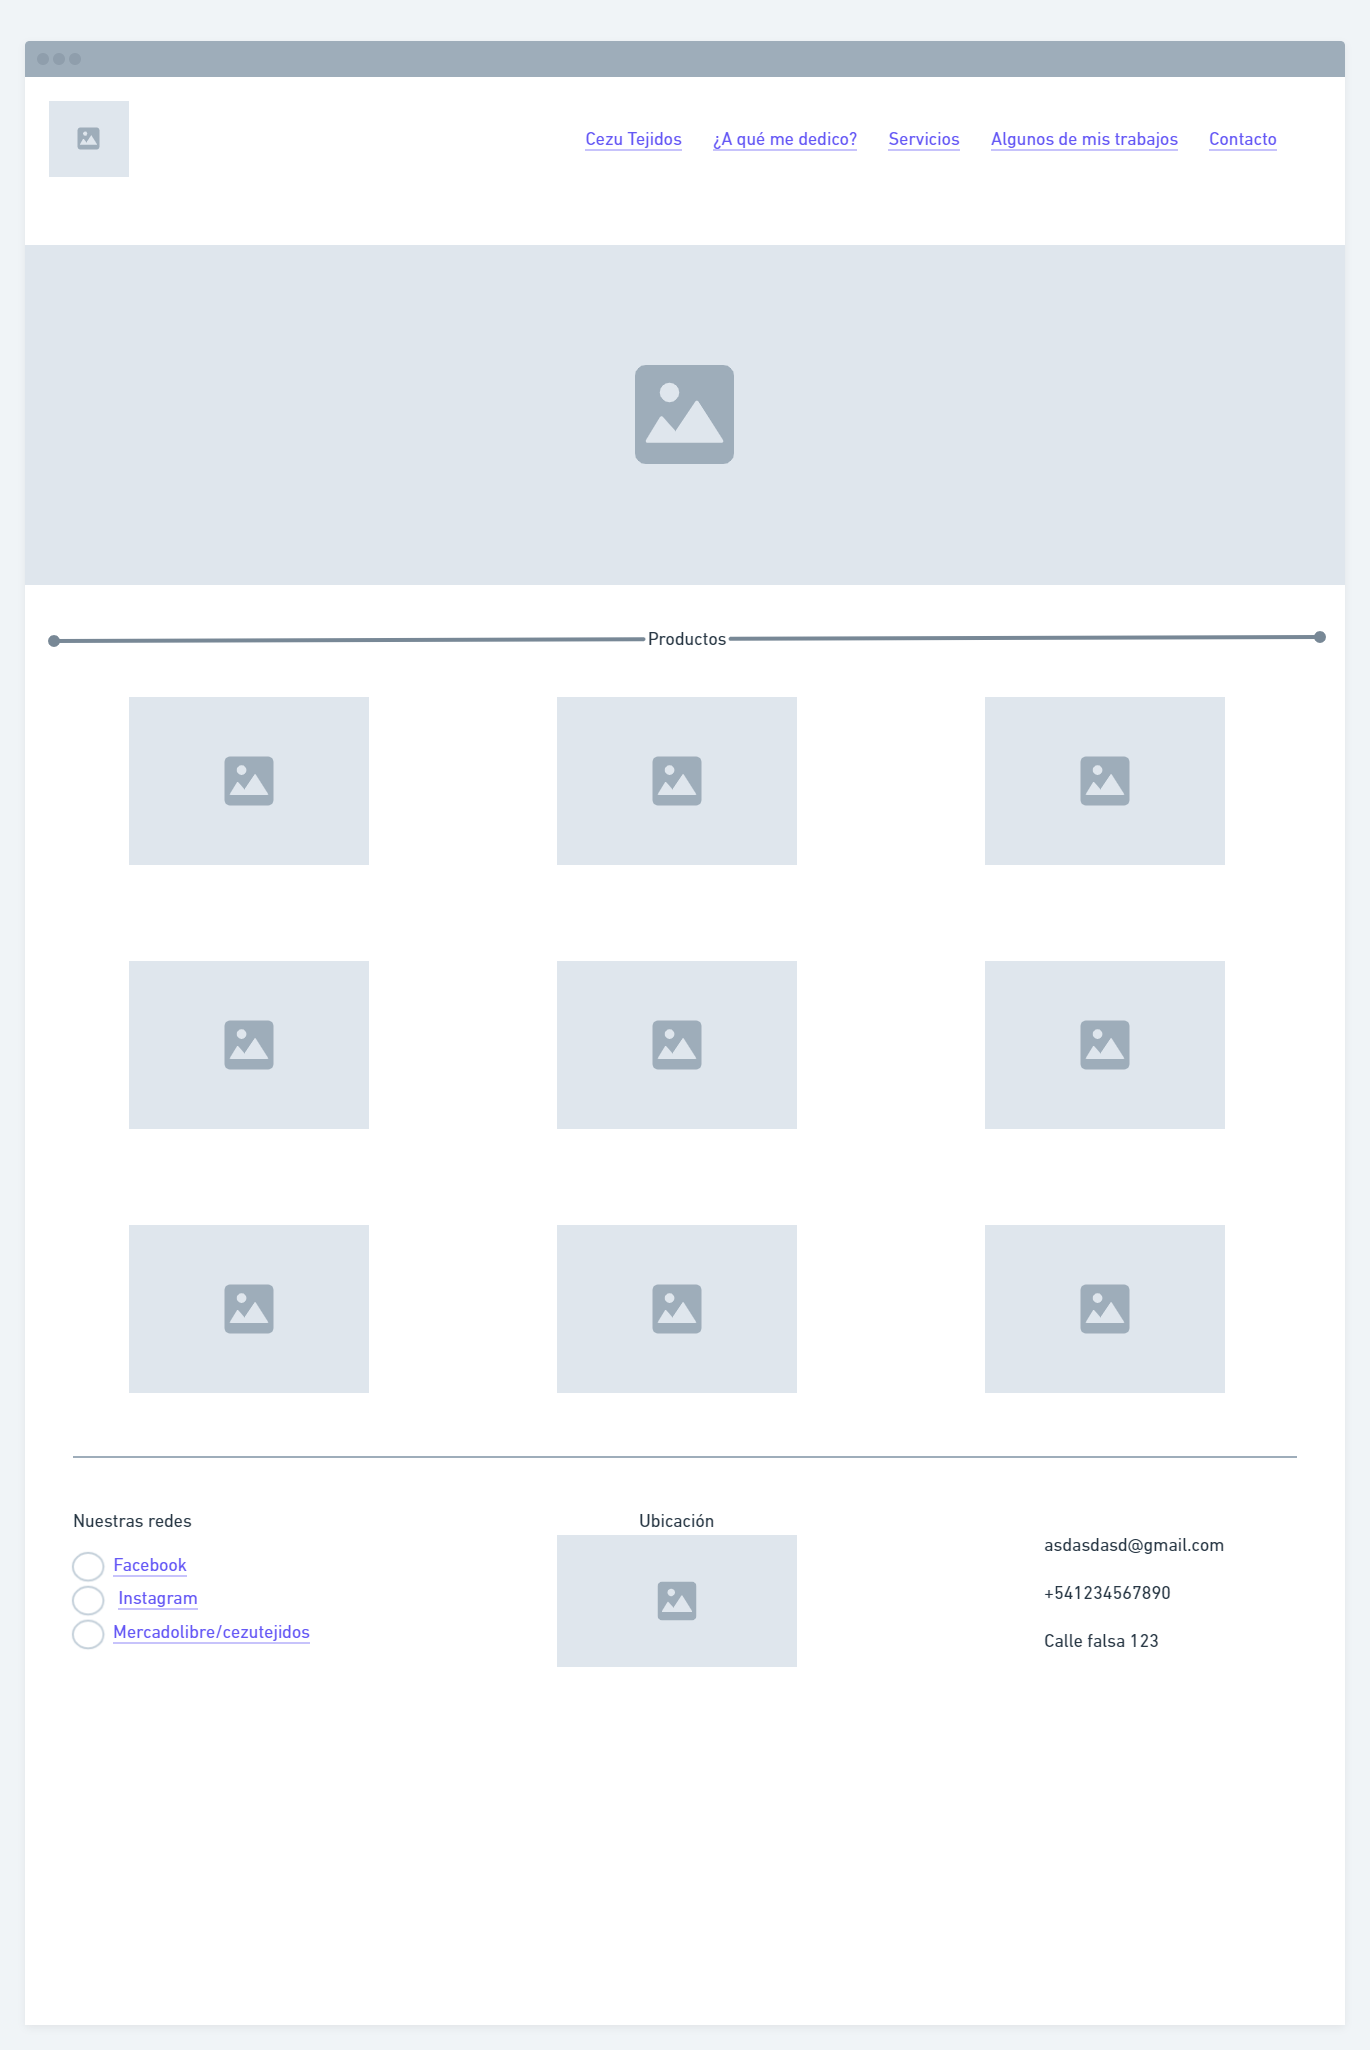 Cezu Tejidos ¿A qué me dedico? Servicios Algunos de mis trabajos Contacto
Productos
Nuestras redes
Facebook
Instagram
Mercadolibre/cezutejidos
Ubicación
asdasdasd@gmail.com
+541234567890
Calle falsa 123